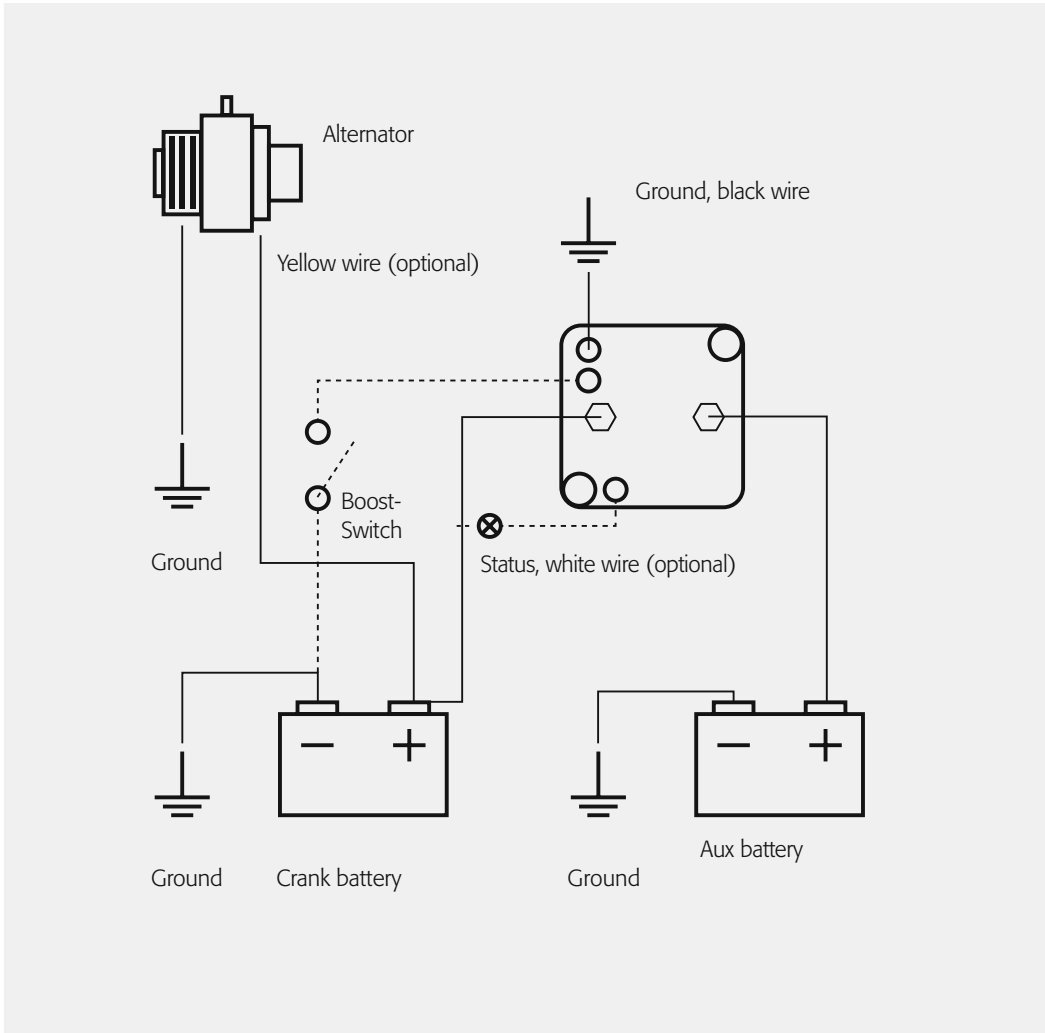 Alternator
Ground, black wire
Yellow wire (optional)
Boost-
Switch
Ground
Status, white wire (optional)
Aux battery
Ground
Crank battery
Ground